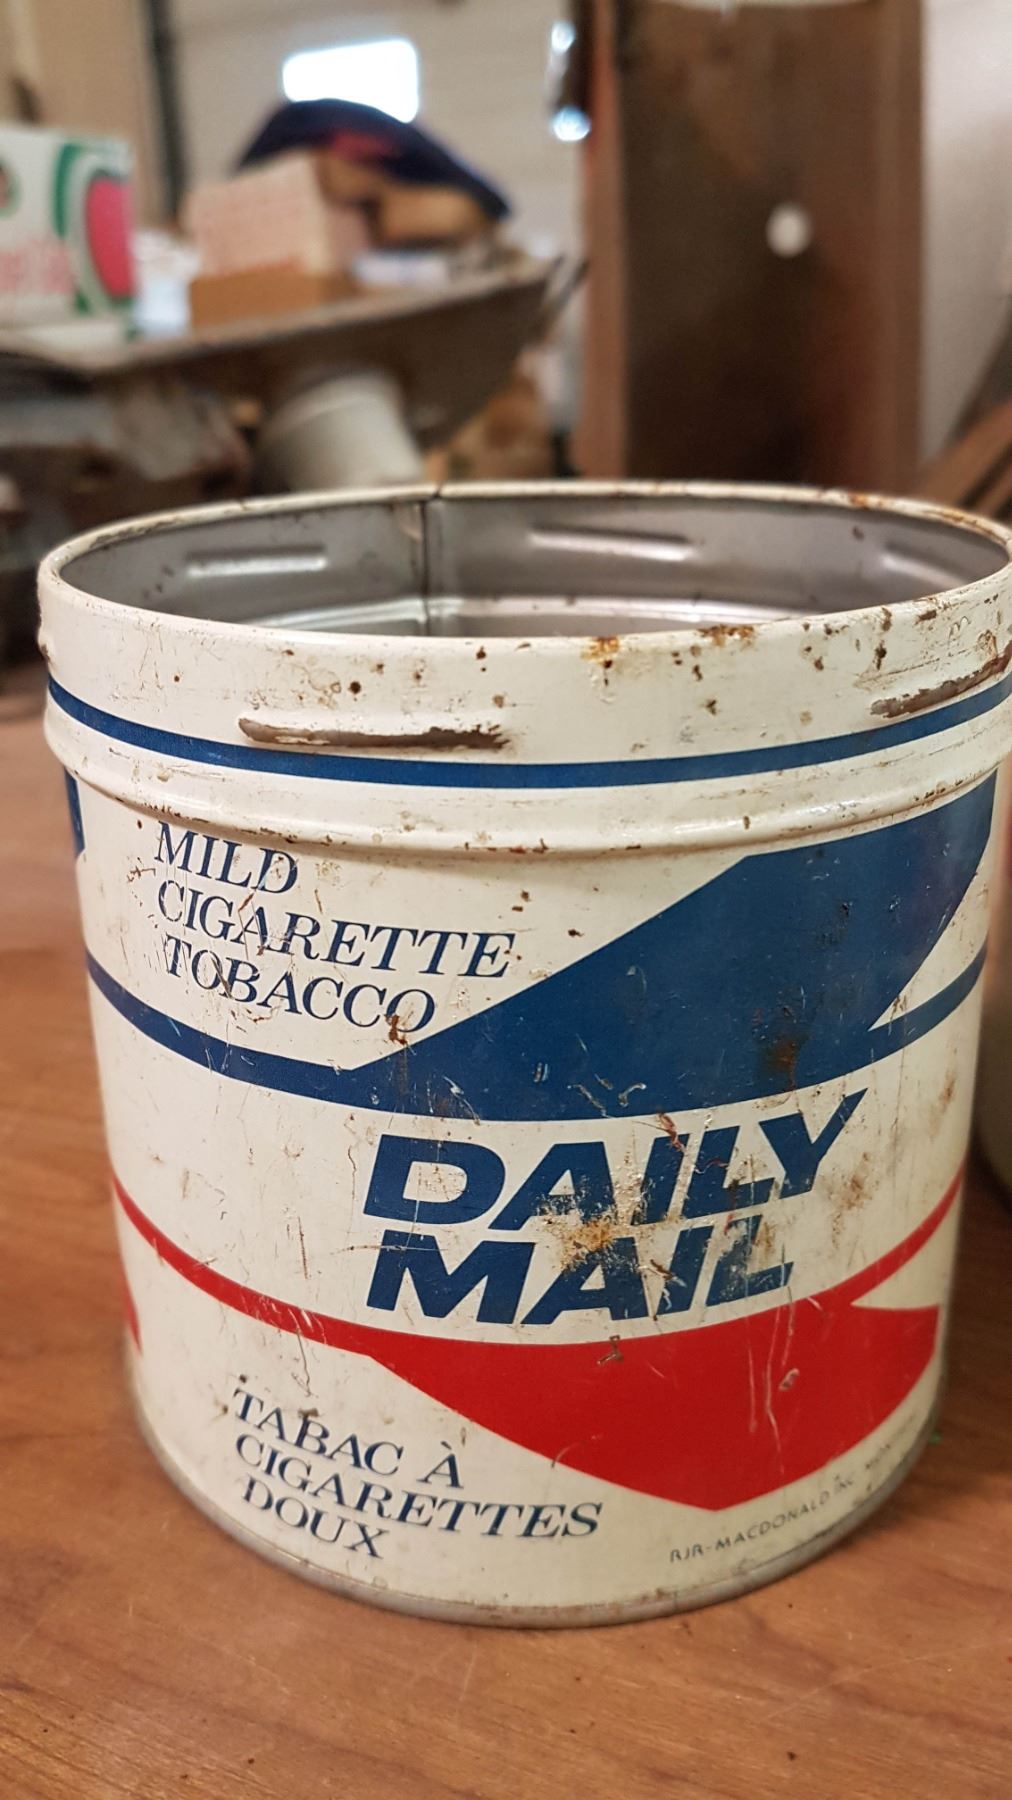 MILD
CIGARETTE
TOBACCO
DAILY
MAIL
TABAC À
CIGARETTES
DOUX
RJR-MACDONALD INC.